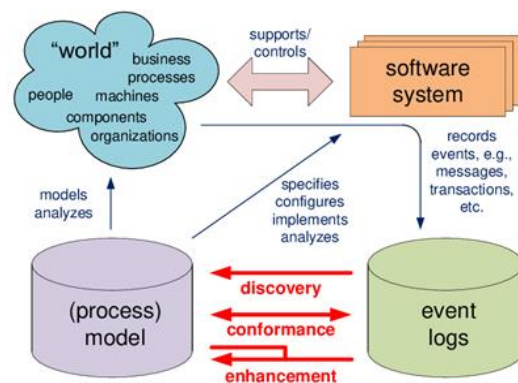 “world”
business
processes
people
machines
components
organizations
supports/
controls
software
system
models
analyzes
specifies
configures
implements
analyzes
records
events, e.g.,
messages,
transactions,
etc.
(process)
model
discovery
conformance
enhancement
event
logs